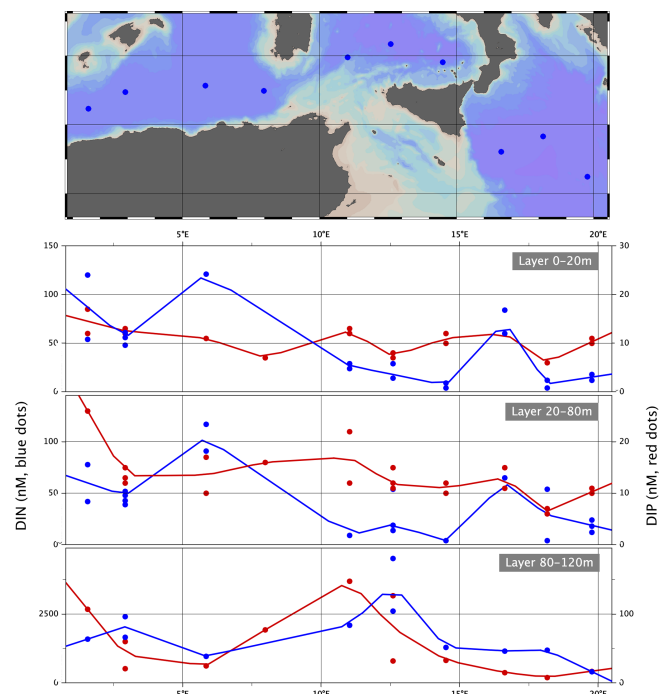 5°E 10°E 15°E 20°E
150 30
Layer 0-20m
100 20
50 10
0 0
Layer 20-80m
100 20
50 10
0 0
DIN (nM, blue dots)
DIP (nM, red dots)
Layer 80-120m
2500 100
0 0
5°E 10°E 15°E 20°E